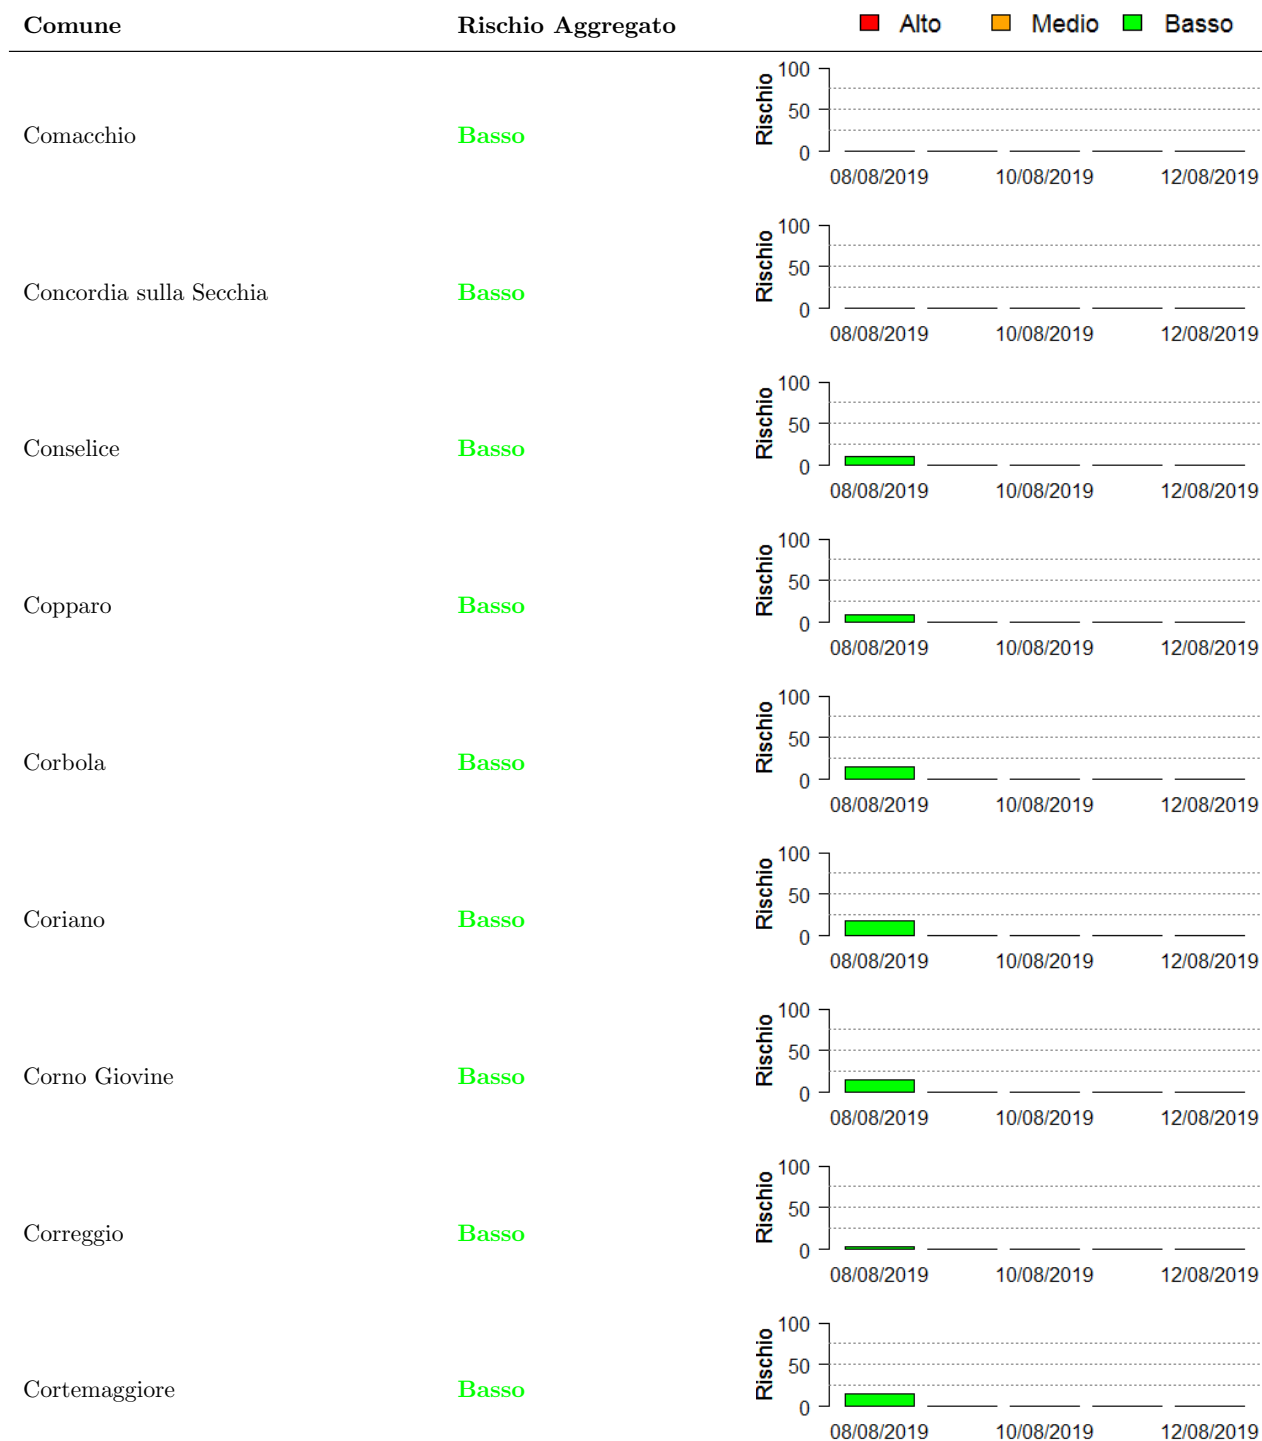 Comune Rischio Aggregato Alto Medio Basso
100
50
0
Rischio
Comacchio Basso
08/08/2019 10/08/2019 12/08/2019
100
50
0
Rischio
Concordia sulla Secchia Basso
08/08/2019 10/08/2019 12/08/2019
100
50
0
Rischio
Conselice Basso
08/08/2019 10/08/2019 12/08/2019
100
50
0
Rischio
Copparo Basso
08/08/2019 10/08/2019 12/08/2019
100
50
0
Rischio
Corbola Basso
08/08/2019 10/08/2019 12/08/2019
100
50
0
Rischio
Coriano Basso
08/08/2019 10/08/2019 12/08/2019
100
50
0
Rischio
Corno Giovine Basso
08/08/2019 10/08/2019 12/08/2019
100
50
0
Rischio
Correggio Basso
08/08/2019 10/08/2019 12/08/2019
100
50
0
Rischio
Cortemaggiore Basso
08/08/2019 10/08/2019 12/08/2019